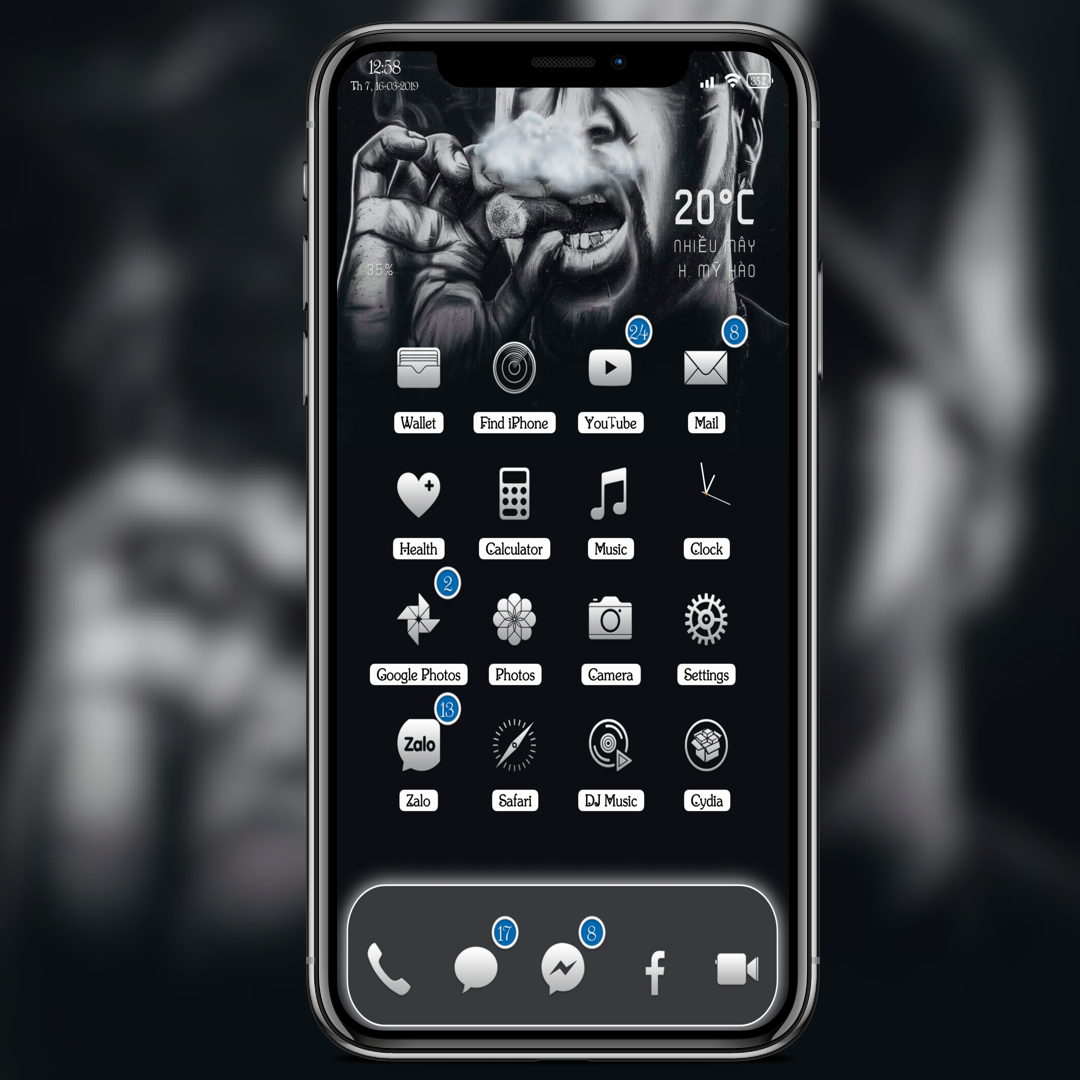 12:58
Th 7, 16-03-2019
35%
20°C
NHIỀU MÂY
35%
H. MỸ HÀO
24
8
Wallet
Find iPhone
YouTube
Mail
Health
Calculator
Music
Clock
2
Google Photos
Photos
Camera
Settings
13
Zalo
Zalo
Safari
DJ Music
Cydia
17
8